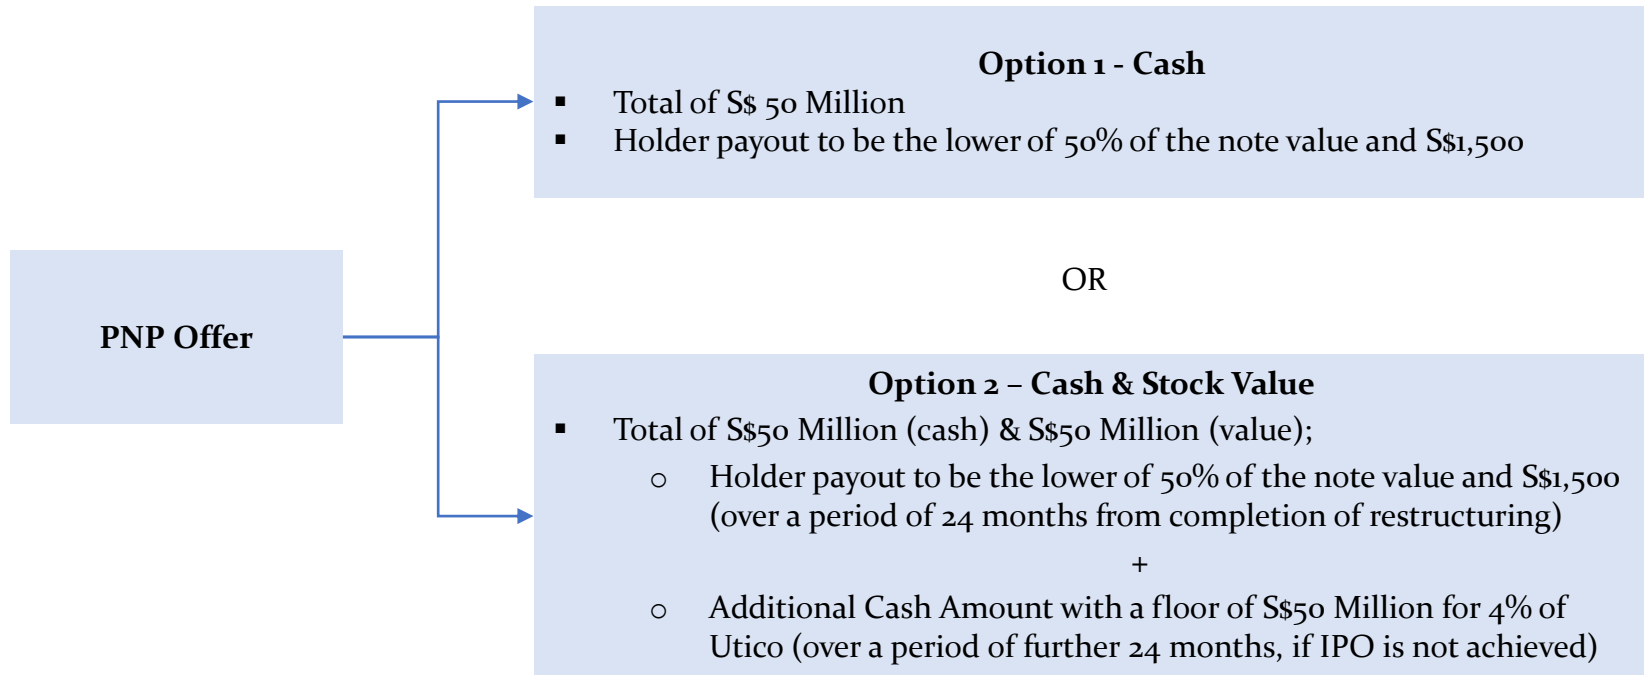 Option 1 - Cash
▪ Total of S$ 50 Million
▪ Holder payout to be the lower of 50% of the note value and S$1,500
OR
PNP Offer
Option 2 – Cash & Stock Value
▪ Total of S$50 Million (cash) & S$50 Million (value);
o Holder payout to be the lower of 50% of the note value and S$1,500
(over a period of 24 months from completion of restructuring)
+
o Additional Cash Amount with a floor of S$50 Million for 4% of
Utico (over a period of further 24 months, if IPO is not achieved)